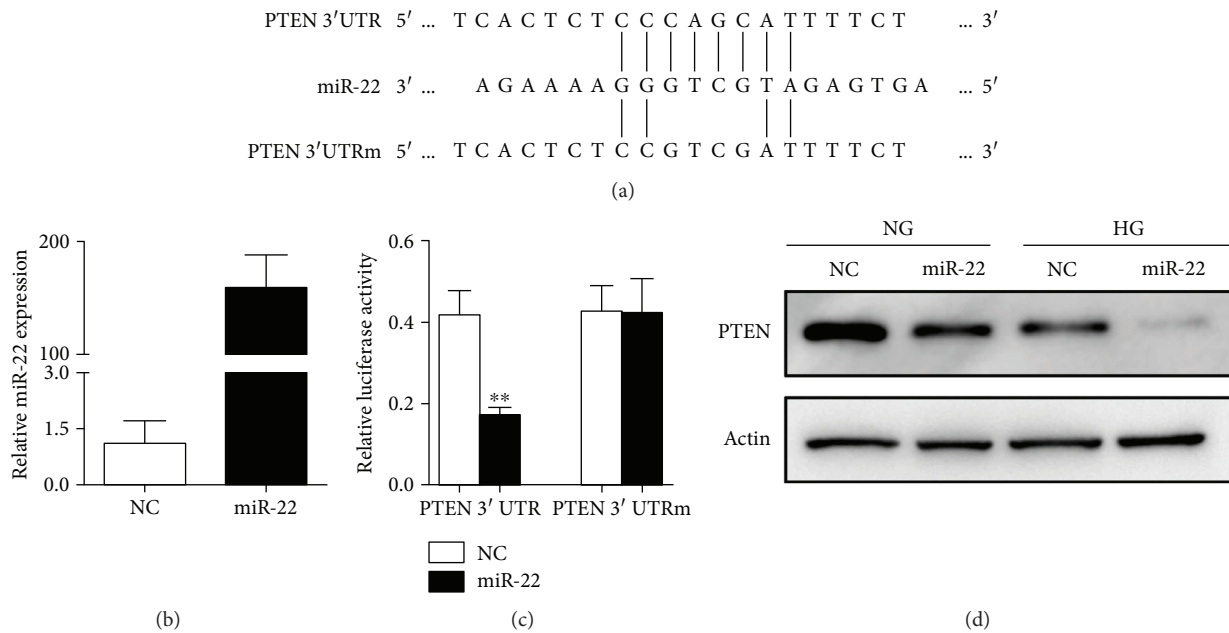 PTEN 3′UTR 5′ ... T C A C T C T C C C A G C A T T T T C T ... 3′
miR-22 3′ ... A G A A A A G G G T C G T A G A G T G A ... 5′
PTEN 3′UTRm 5′ ... T C A C T C T C C G T C G A T T T T C T ... 3′
(a)
Relative miR-22 expression
200
100
3.0
1.5
0.0
NC miR-22
(b)
Relative luciferase activity
0.6
0.4
0.2
0.0
**
PTEN 3′ UTR PTEN 3′ UTRm
NC
miR-22
(c)
NG HG
NC miR-22 NC miR-22
PTEN
Actin
(d)